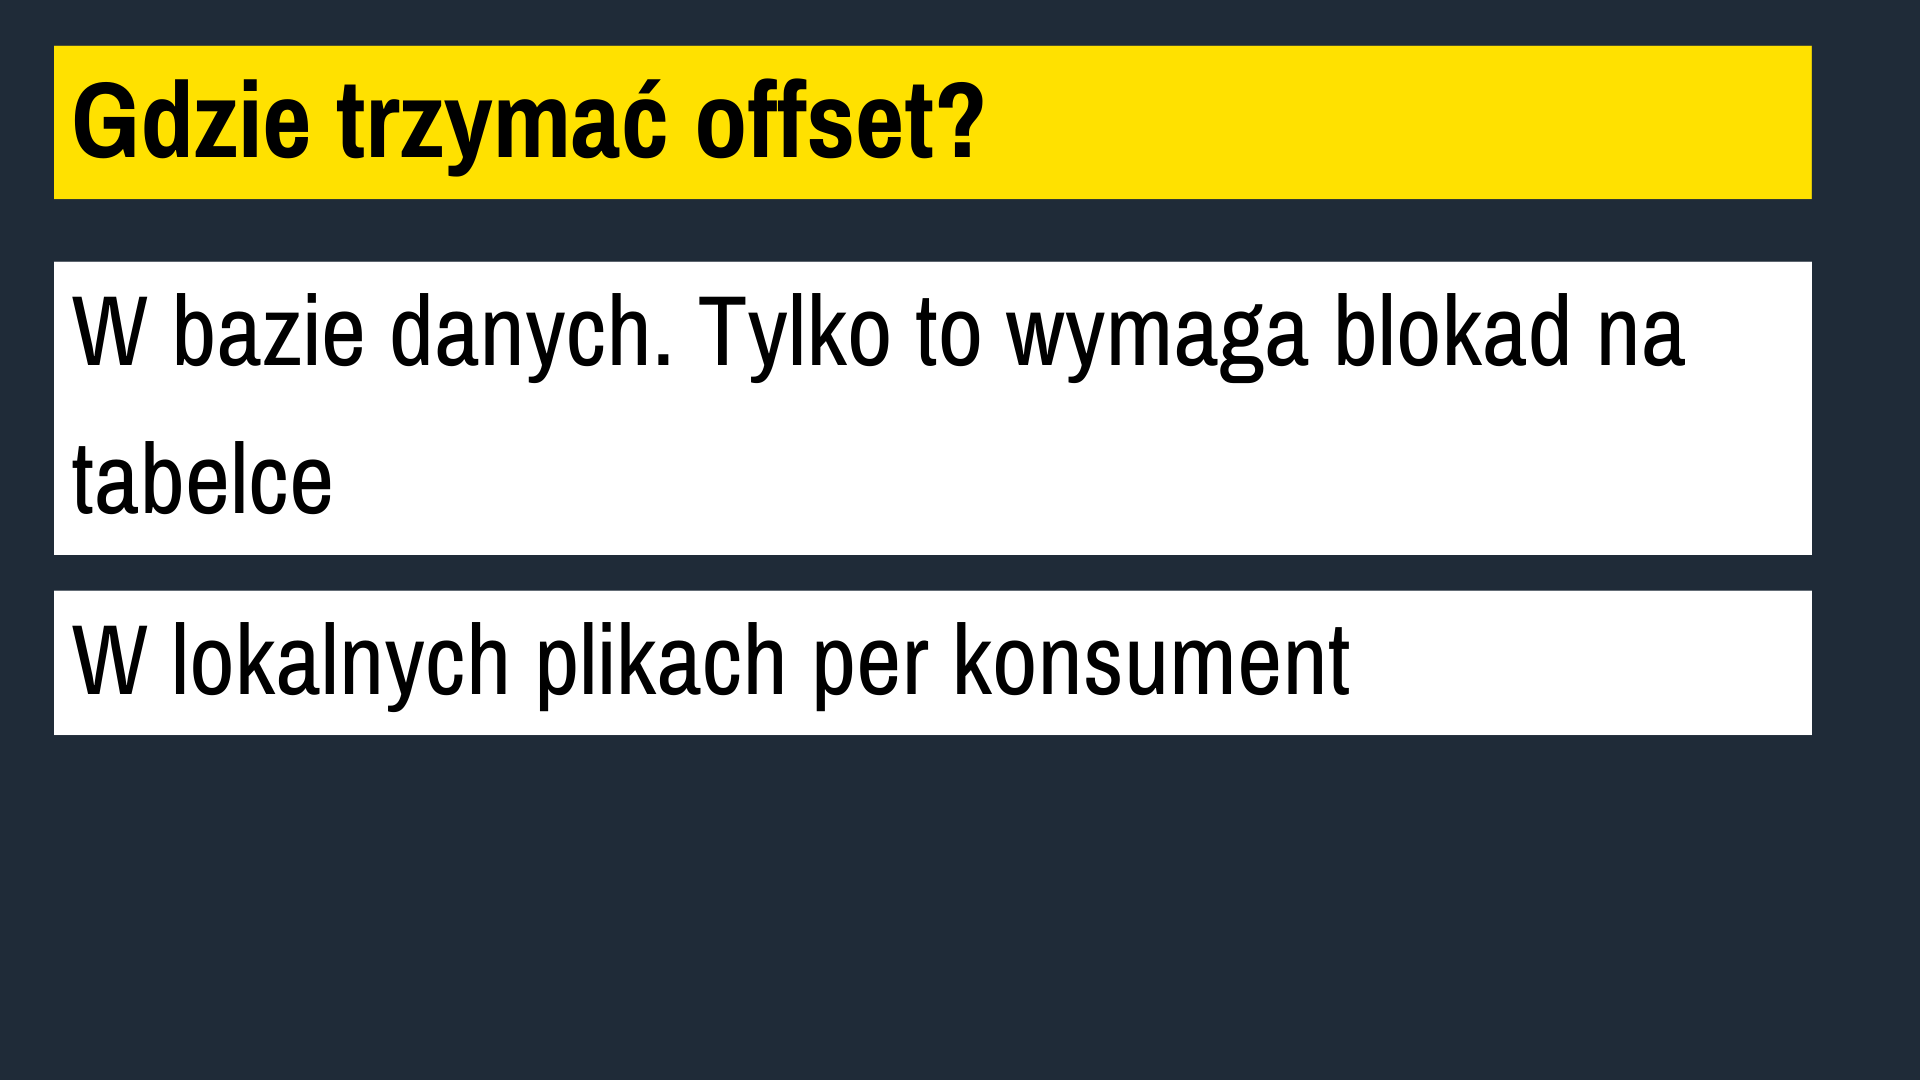 Gdzie trzymać offset?
W bazie danych. Tylko to wymaga blokad na
tabelce
W lokalnych plikach per konsument